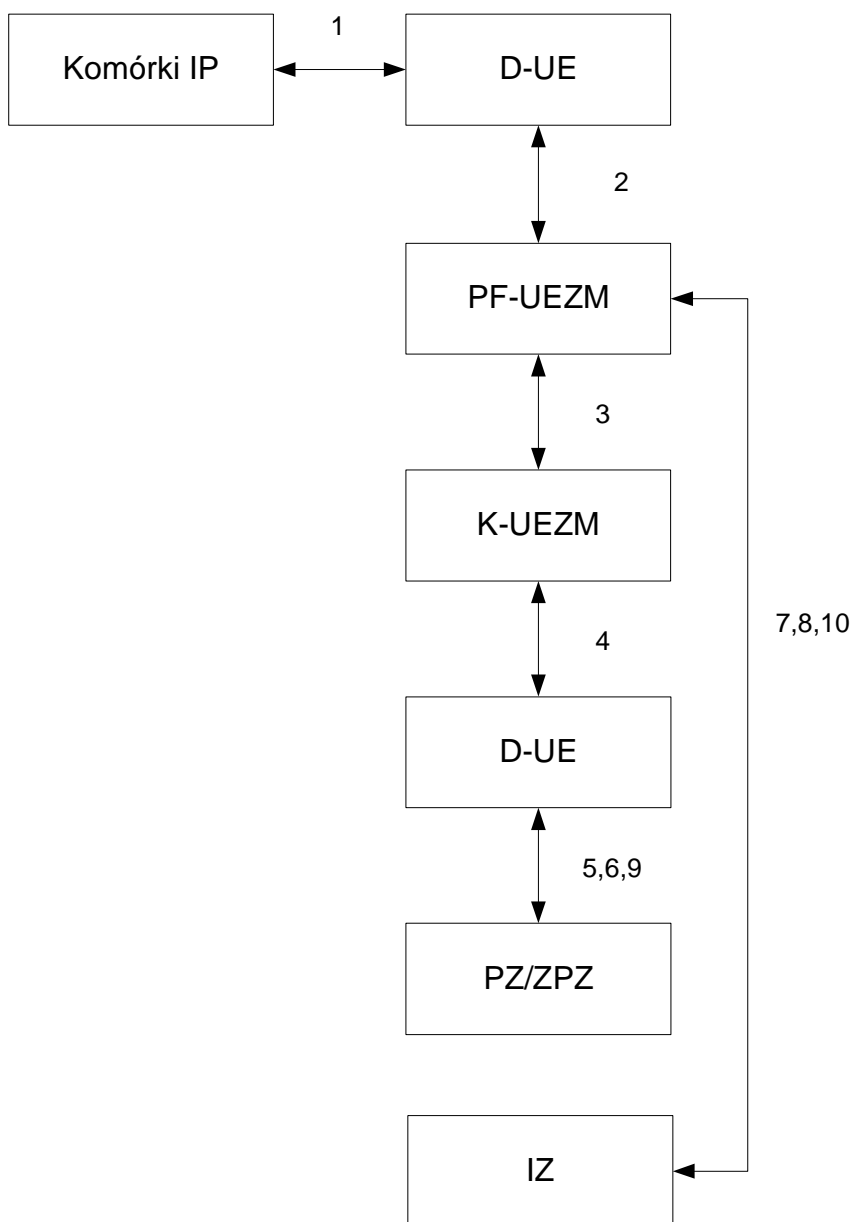 Komórki IP
1
D-UE
2
PF-UEZM
3
K-UEZM
7,8,10
4
D-UE
5,6,9
PZ/ZPZ
IZ